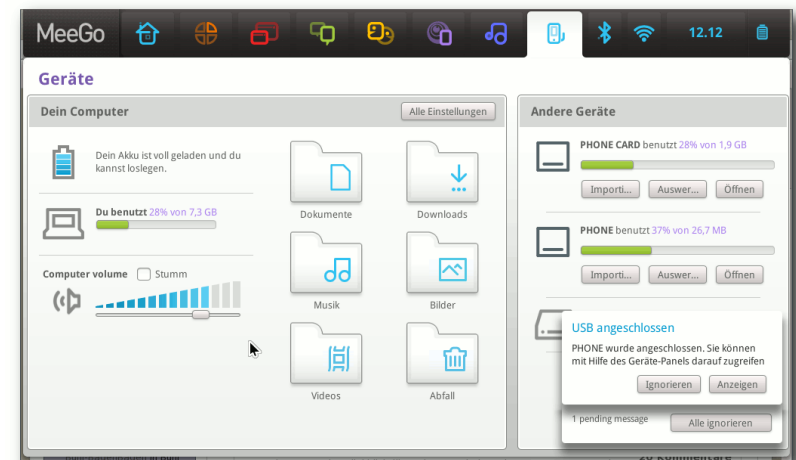 MeeGo
12.12
Geräte
Dein Computer
Alle Einstellungen
Dein Akku ist voll geladen und du
kannst loslegen.
Du benutzt 28% von 7,3 GB
Computer volume
Stumm
Dokumente
Downloads
Musik
Bilder
Videos
Abfall
Andere Geräte
PHONE CARD benutzt 28% von 1,9 GB
Importi...
Auswer...
Öffnen
PHONE benutzt 37% von 26,7 MB
Importi...
Auswer...
Öffnen
USB angeschlossen
PHONE wurde angeschlossen. Sie können
mit Hilfe des Geräte-Panels darauf zugreifen
Ignorieren
Anzeigen
1 pending message
Alle ignorieren
20 Kommentare